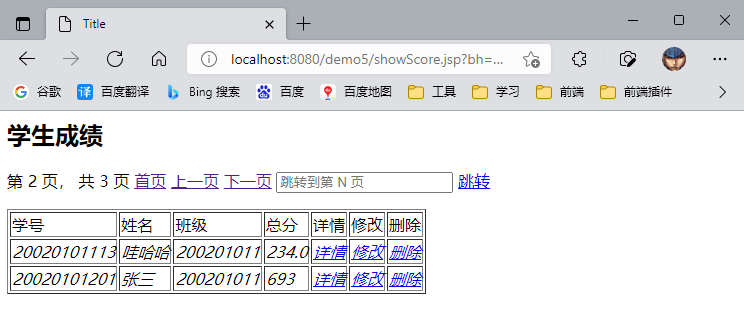 Title
localhost:8080/demo5/showScore.jsp?bh=...
谷歌 百度翻译 Bing 搜索 百度 百度地图 工具 学习 前端 前端插件
学生成绩
第 2 页， 共 3 页 首页 上一页 下一页 跳转到第 N 页 跳转
学号 姓名 班级 总分 详情 修改 删除
20020101113 哇哈哈 200201011 234.0 详情 修改 删除
20020101201 张三 200201011 693 详情 修改 删除